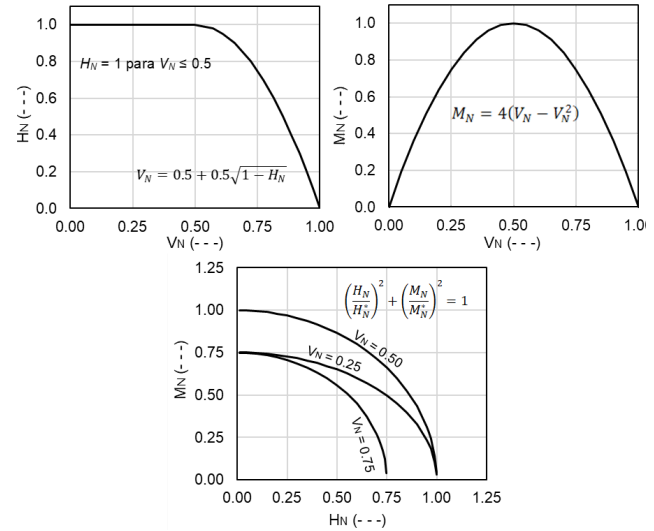 1.0
0.8
0.6
0.4
0.2
0.0
HN (- - -)
HN = 1 para VN ≤ 0.5
VN = 0.5 + 0.5√1 − HN
0.00 0.25 0.50 0.75 1.00
VN (- - -)
1.0
0.8
0.6
0.4
0.2
0.0
MN (- - -)
MN = 4(VN − VN²)
0.00 0.25 0.50 0.75 1.00
VN (- - -)
1.25
1.00
0.75
0.50
0.25
0.00
MN (- - -)
(HN/H*N)² + (MN/M*N)² = 1
VN = 0.50
VN = 0.25
VN = 0.75
0.00 0.25 0.50 0.75 1.00 1.25
HN (- - -)